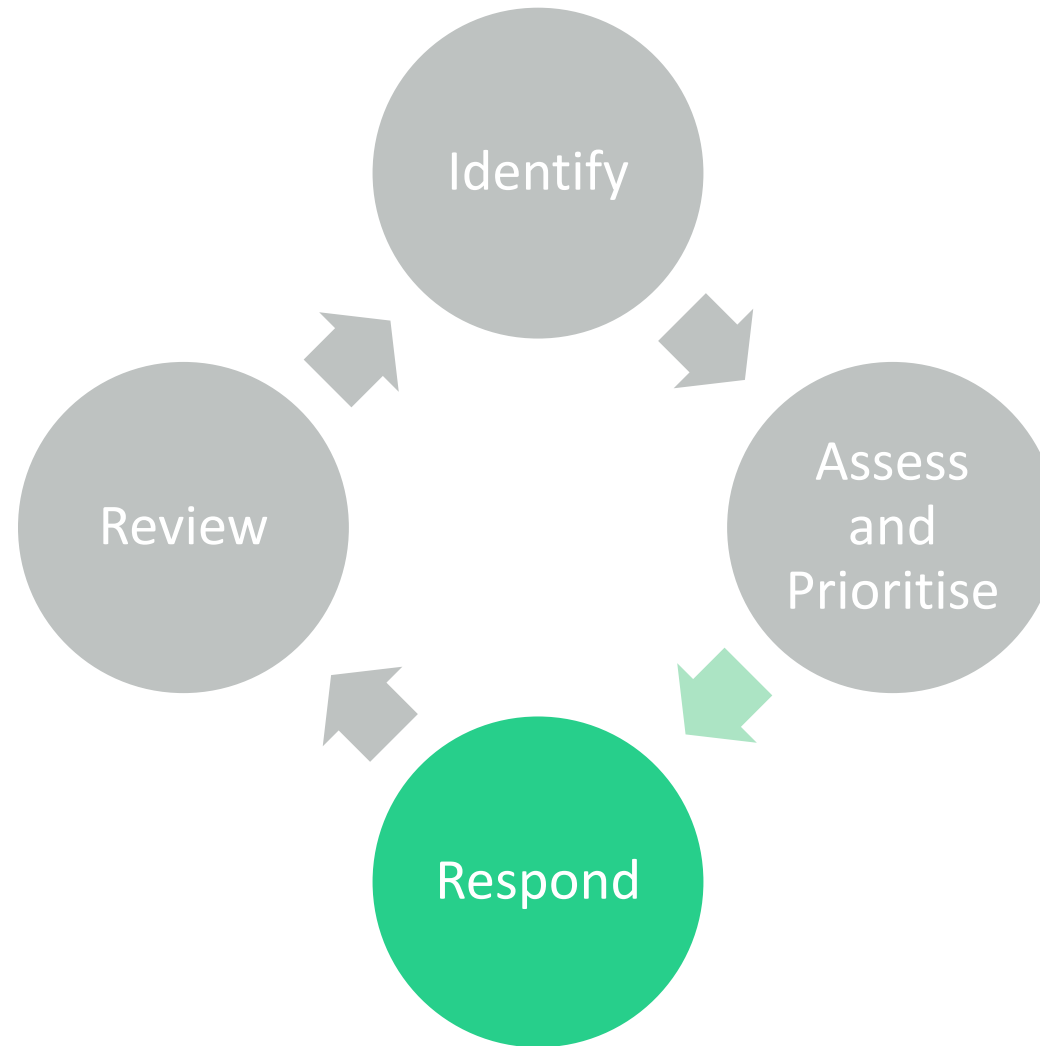 Identify
Assess
and
Prioritise
Respond
Review